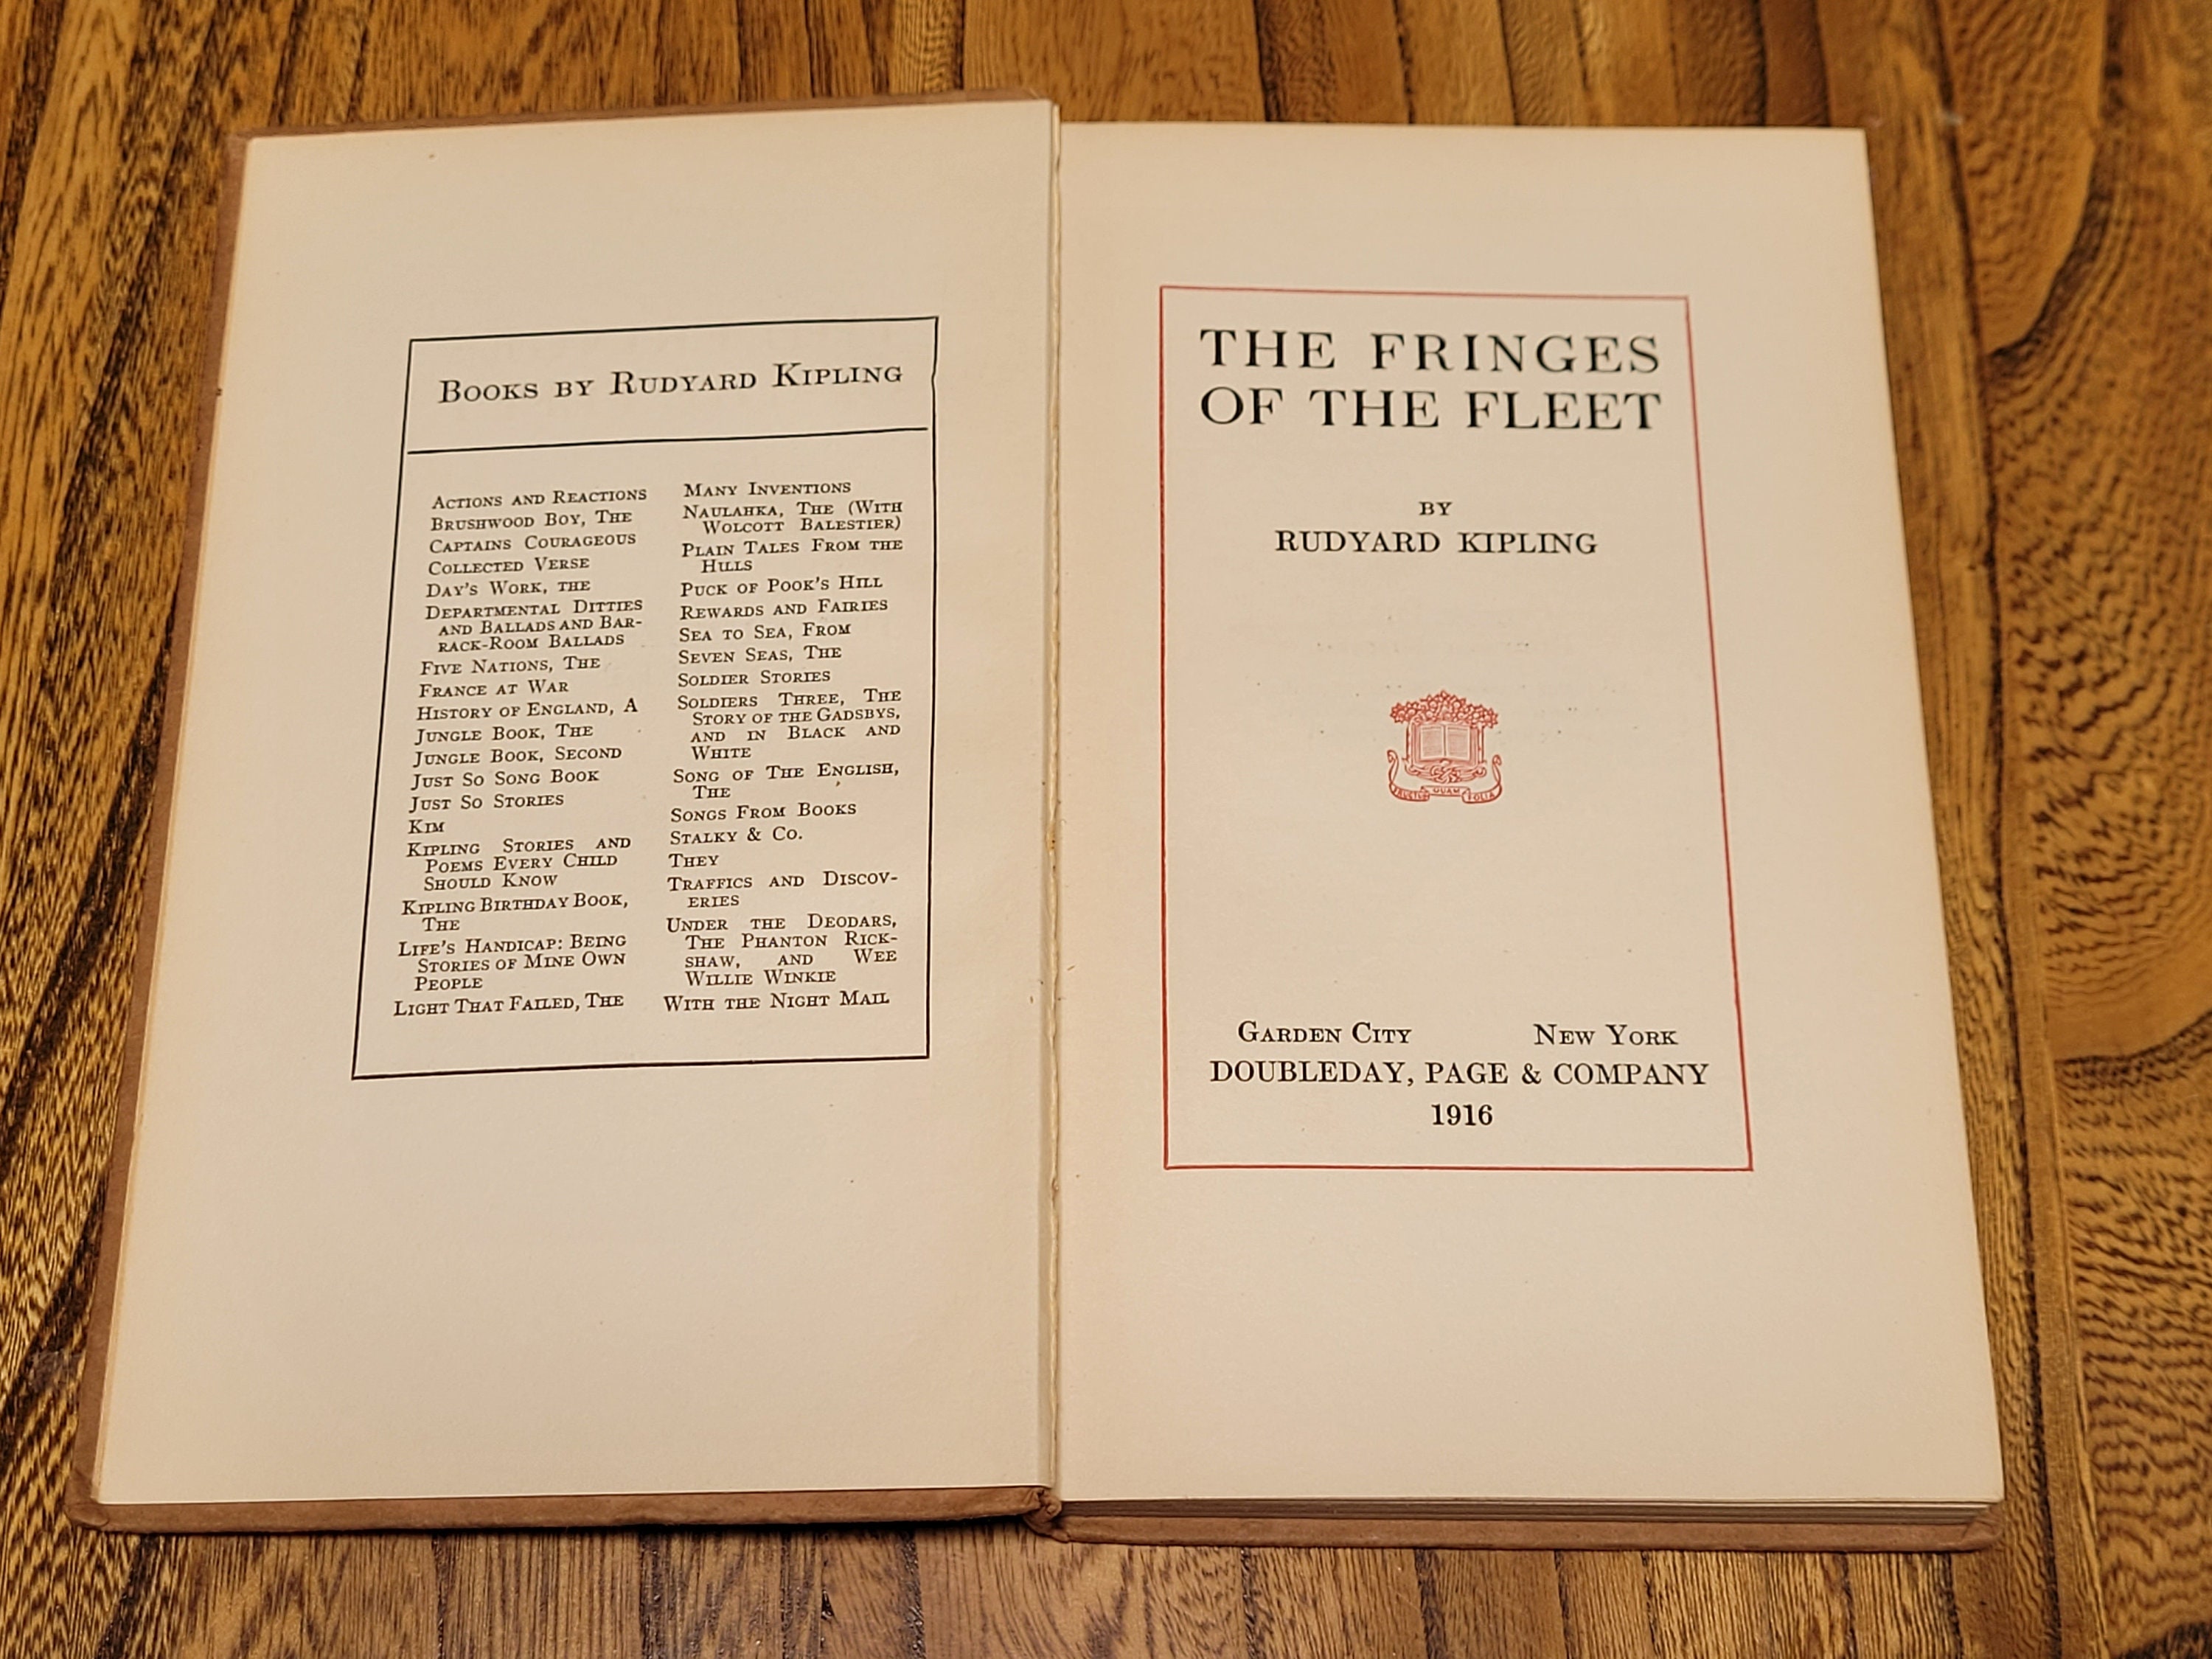 BOOKS BY RUDYARD KIPLING
ACTIONS AND REACTIONS
BRUSHWOOD BOY, THE
CAPTAINS COURAGEOUS
COLLECTED VERSE
DAY'S WORK, THE
DEPARTMENTAL DITTIES
AND BALLADS AND BAR-
RACK-ROOM BALLADS
FIVE NATIONS, THE
FRANCE AT WAR
HISTORY OF ENGLAND, A
JUNGLE BOOK, THE
JUNGLE BOOK, SECOND
JUST SO SONG BOOK
JUST SO STORIES
KIM
KIPLING STORIES AND
POEMS EVERY CHILD
SHOULD KNOW
KIPLING BIRTHDAY BOOK,
THE
LIFE'S HANDICAP: BEING
STORIES OF MINE OWN
PEOPLE
LIGHT THAT FAILED, THE
MANY INVENTIONS
NAULAHKA, THE (WITH
WOLCOTT BALESTIER)
PLAIN TALES FROM THE
HILLS
PUCK OF POOK'S HILL
REWARDS AND FAIRIES
SEA TO SEA, FROM
SEVEN SEAS, THE
SOLDIER STORIES
SOLDIERS THREE, THE
STORY OF THE GADSBYS,
AND IN BLACK AND
WHITE
SONG OF THE ENGLISH,
THE
SONGS FROM BOOKS
STALKY & CO.
THEY
TRAFFICS AND DISCOV-
ERIES
UNDER THE DEODARS,
THE PHANTON RICK-
SHAW, AND WEE
WILLIE WINKIE
WITH THE NIGHT MAIL
THE FRINGES
OF THE FLEET
BY
RUDYARD KIPLING
FRUCTUS QUAM FOLIA
GARDEN CITY NEW YORK
DOUBLEDAY, PAGE & COMPANY
1916